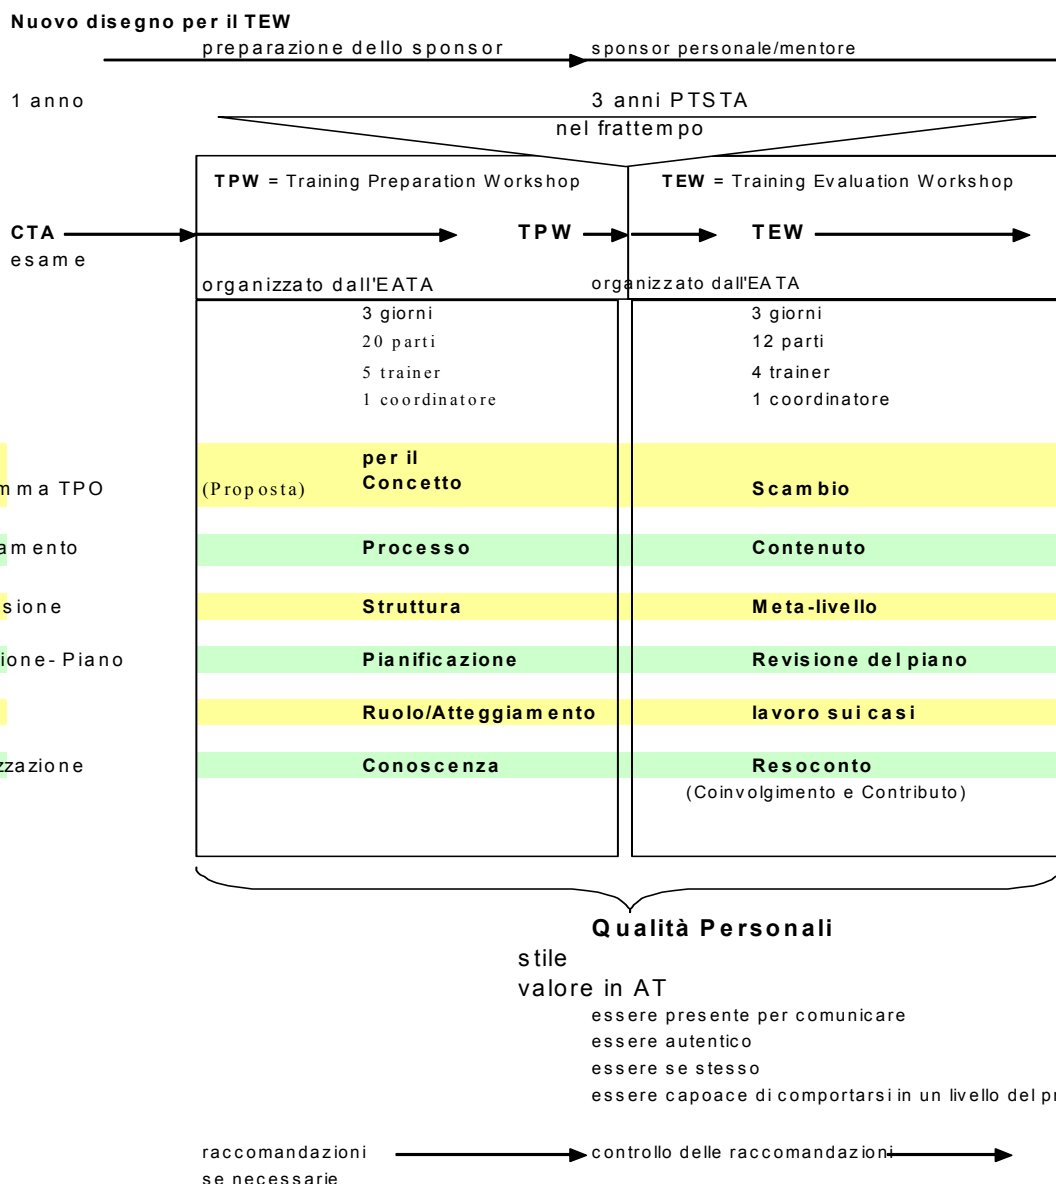 Nuovo disegno per il TEW
preparazione dello sponsor sponsor personale/mentore
1 anno 3 anni PTSTA
nel frattempo
TPW = Training Preparation Workshop TEW = Training Evaluation Workshop
CTA TPW TEW
esame
organizzato dall'EATA organizzato dall'EATA
3 giorni 3 giorni
20 parti 12 parti
5 trainer 4 trainer
1 coordinatore 1 coordinatore
per il
mma TPO (Proposta) Concetto Scambio
amento Processo Contenuto
sione Struttura Meta-livello
ione- Piano Pianificazione Revisione del piano
Ruolo/Atteggiamento lavoro sui casi
zzazione Conoscenza Resoconto
(Coinvolgimento e Contributo)
Qualità Personali
stile
valore in AT
essere presente per comunicare
essere autentico
essere se stesso
essere capoace di comportarsi in un livello del pr
raccomandazioni controllo delle raccomandazioni
se necessarie